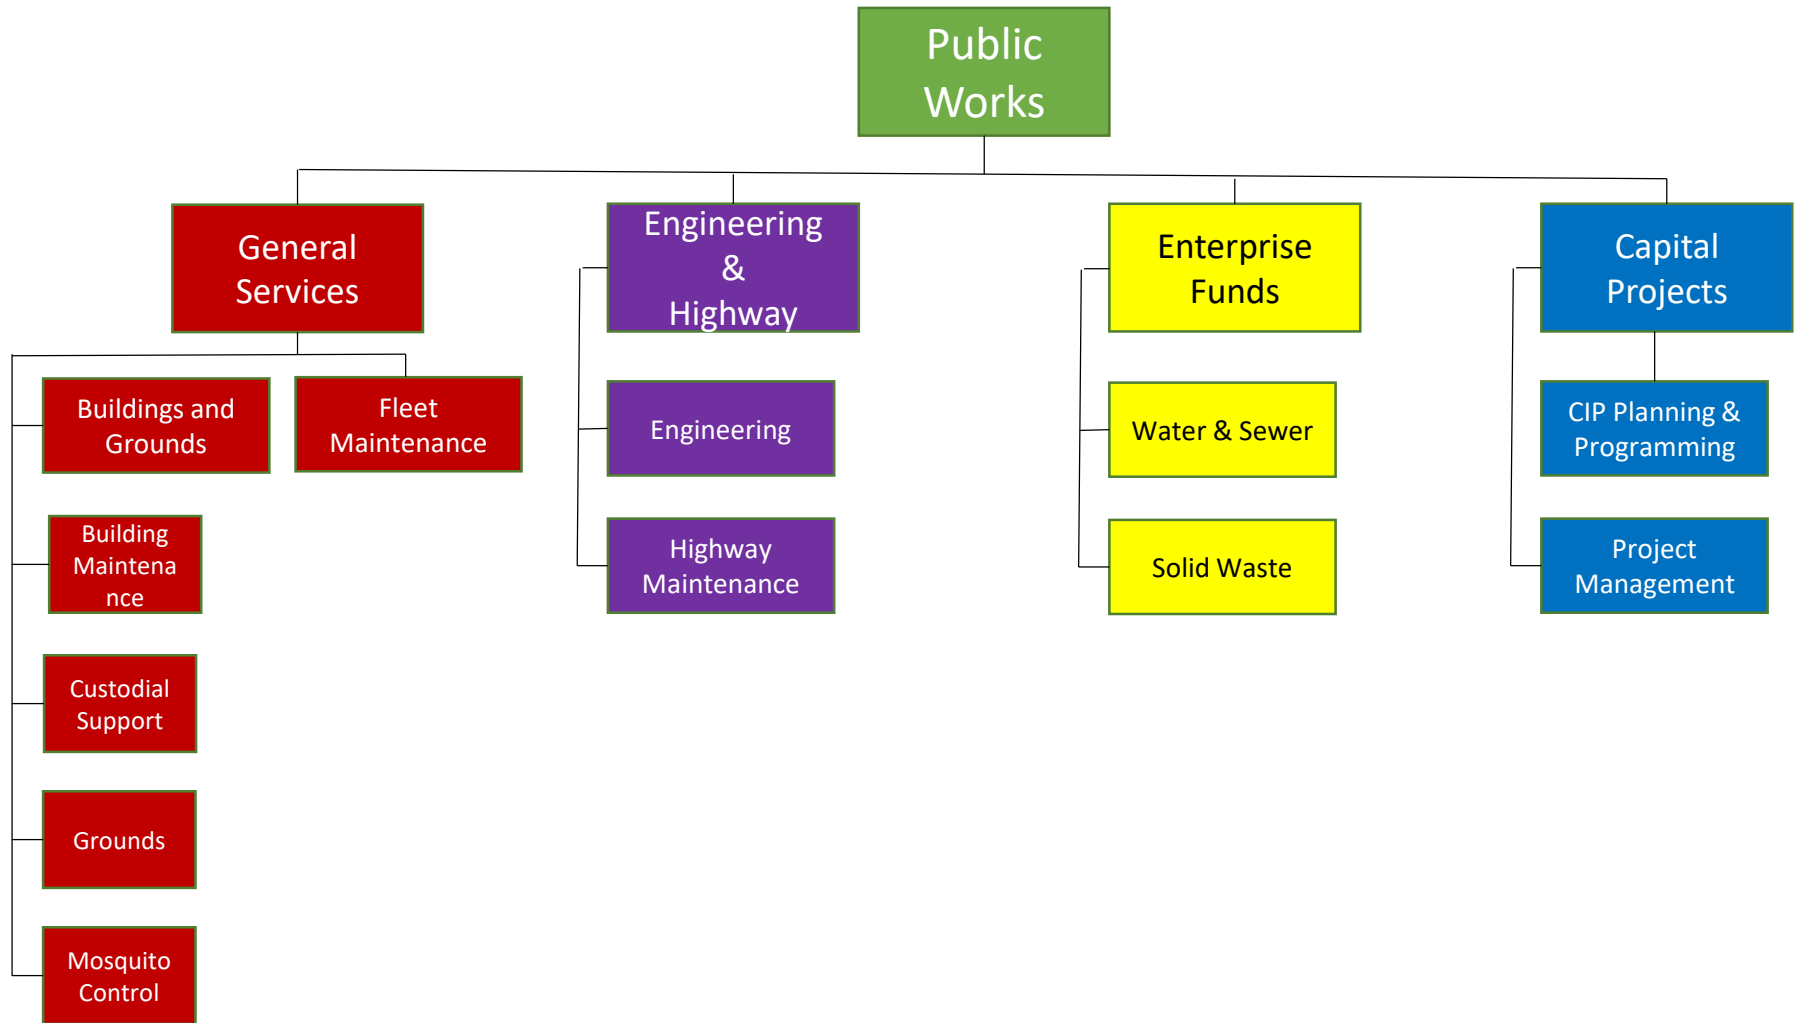 Public
Works
General
Services
Engineering
&
Highway
Enterprise
Funds
Capital
Projects
Buildings and
Grounds
Fleet
Maintenance
Engineering
Water & Sewer
CIP Planning &
Programming
Building
Maintena
nce
Highway
Maintenance
Solid Waste
Project
Management
Custodial
Support
Grounds
Mosquito
Control